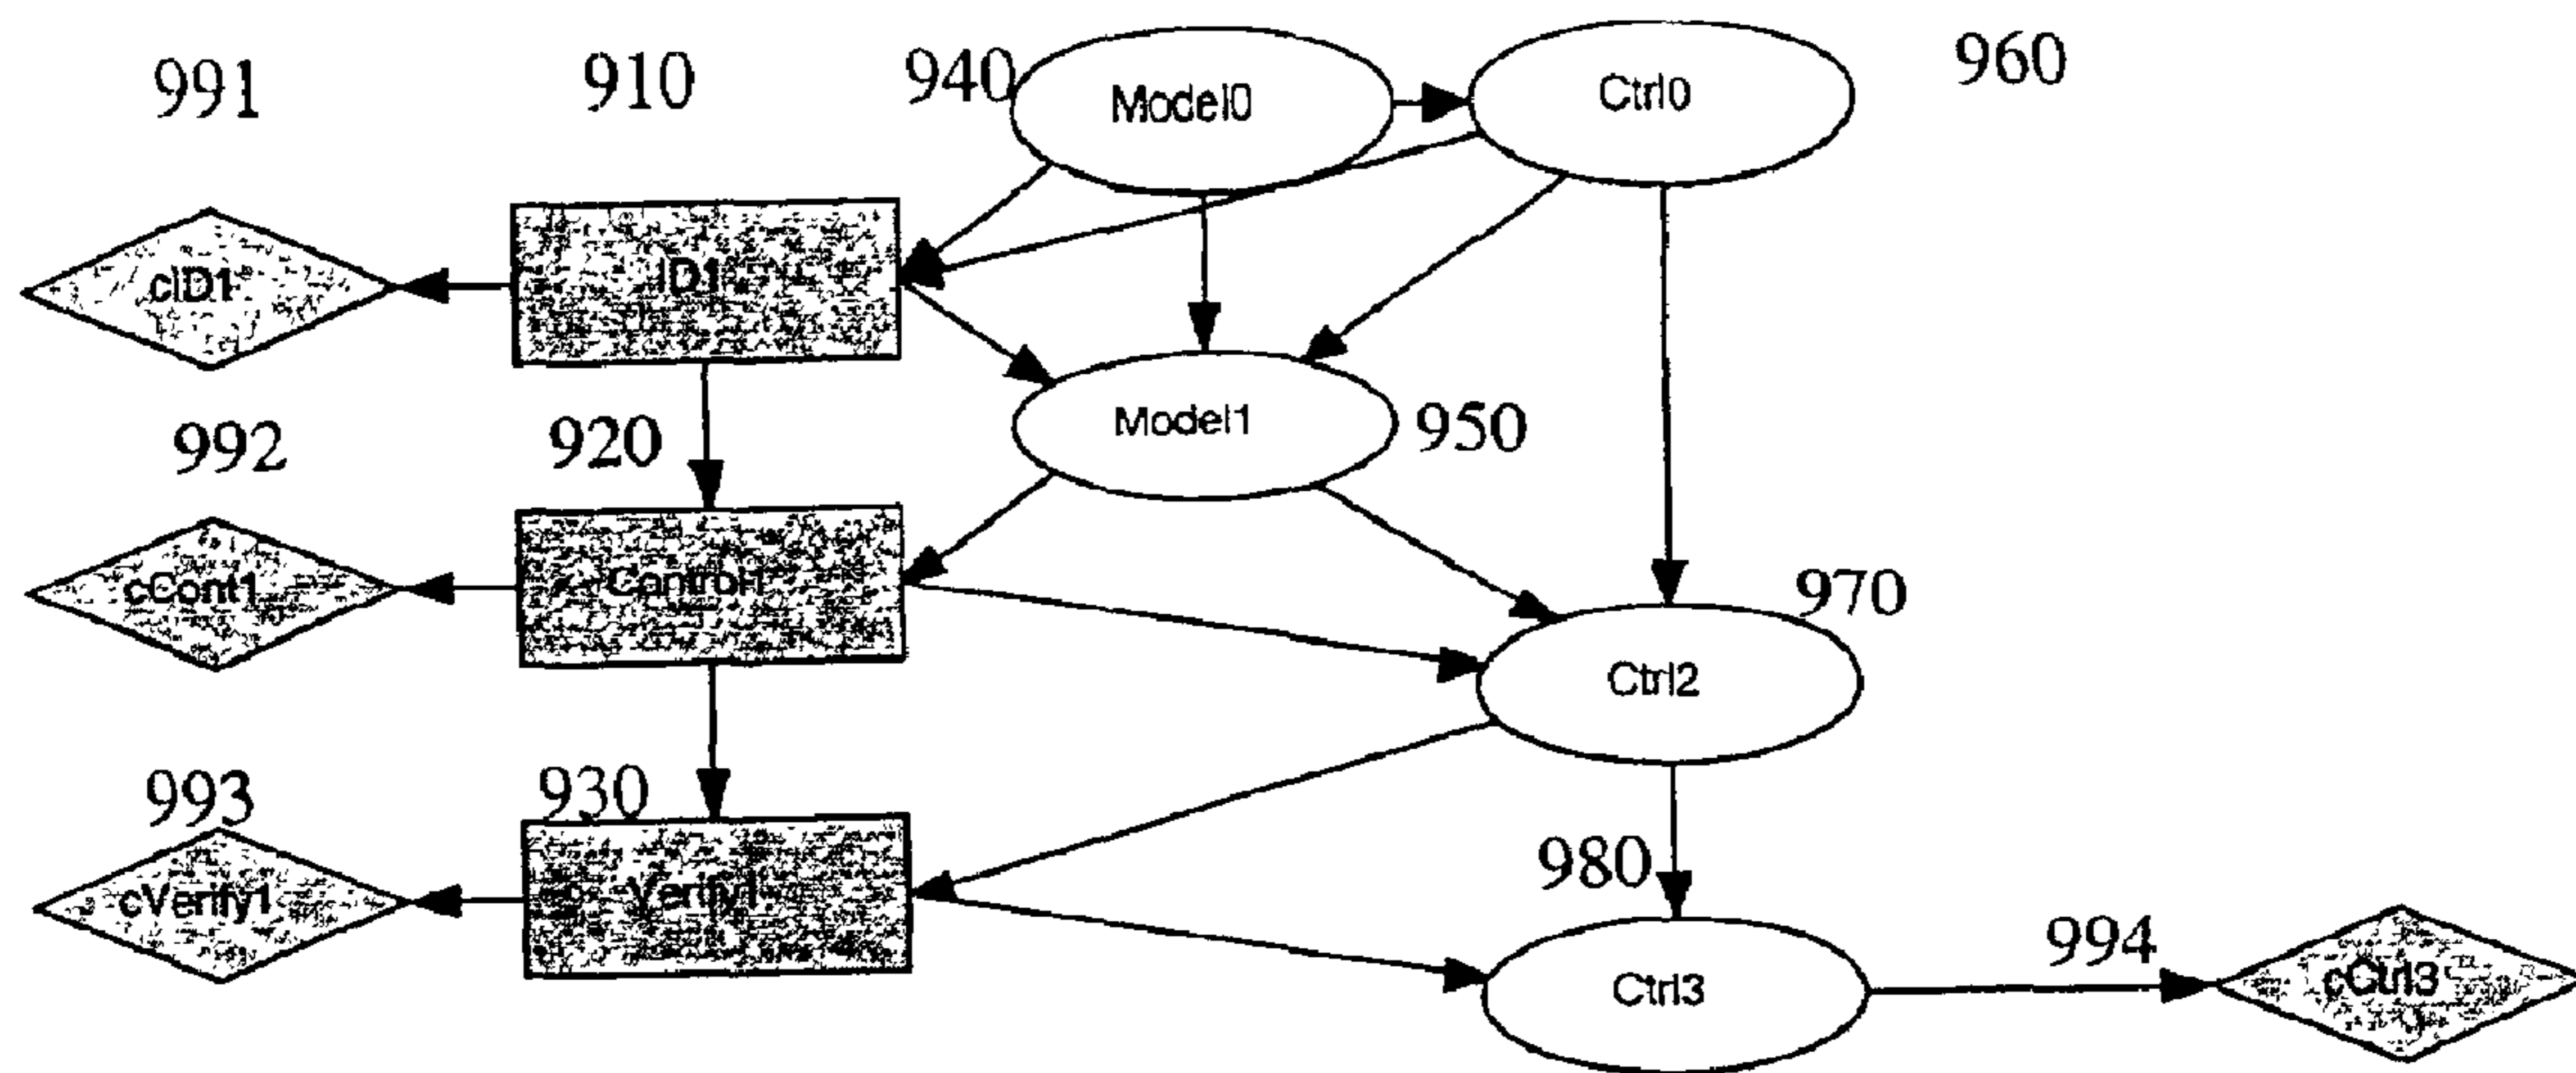 991 910 940 Model0 Ctrl0 960
cID1 ID1
992 920 Model1 950
cCont1 Control1 970
Ctrl2
993 930
cVerify1 Verify1 980
994
Ctrl3 cCtrl3